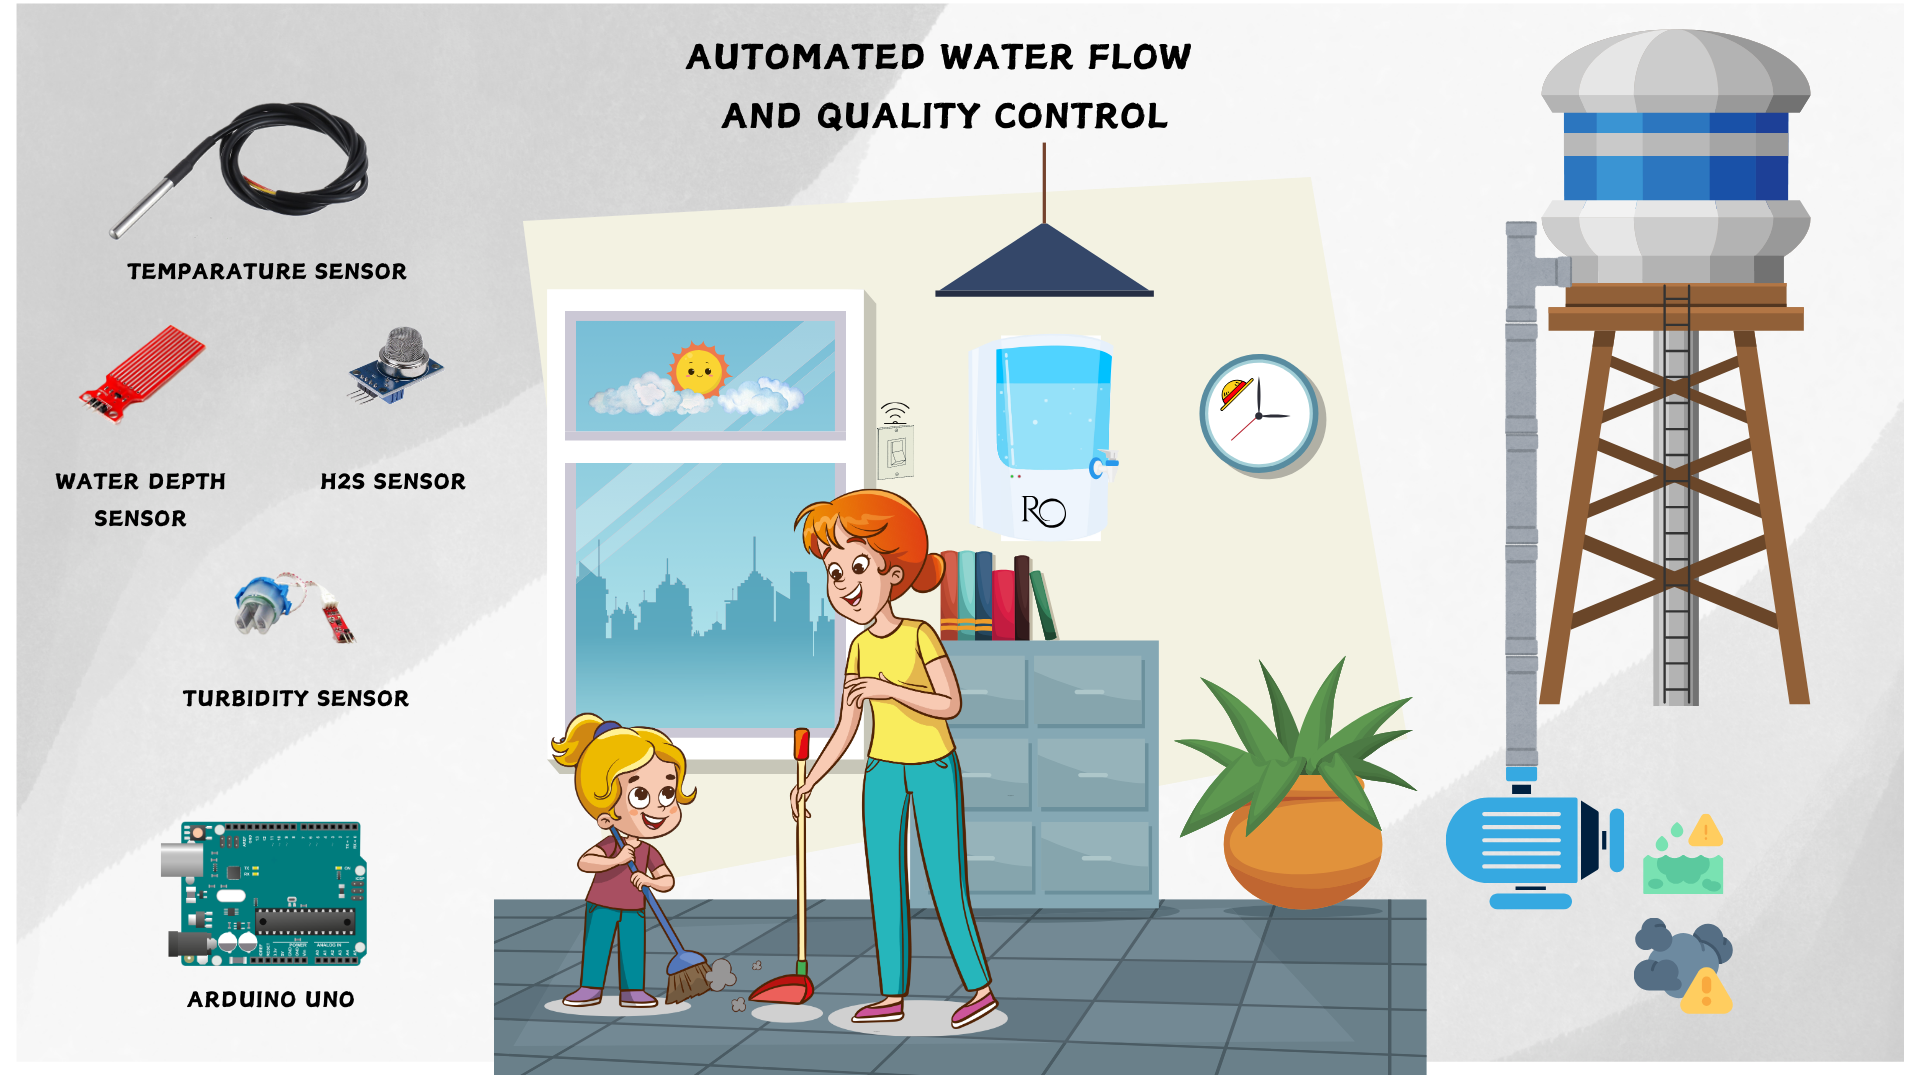 AUTOMATED WATER FLOW
AND QUALITY CONTROL
TEMPARATURE SENSOR
WATER DEPTH
SENSOR
H2S SENSOR
TURBIDITY SENSOR
RO
ARDUINO UNO